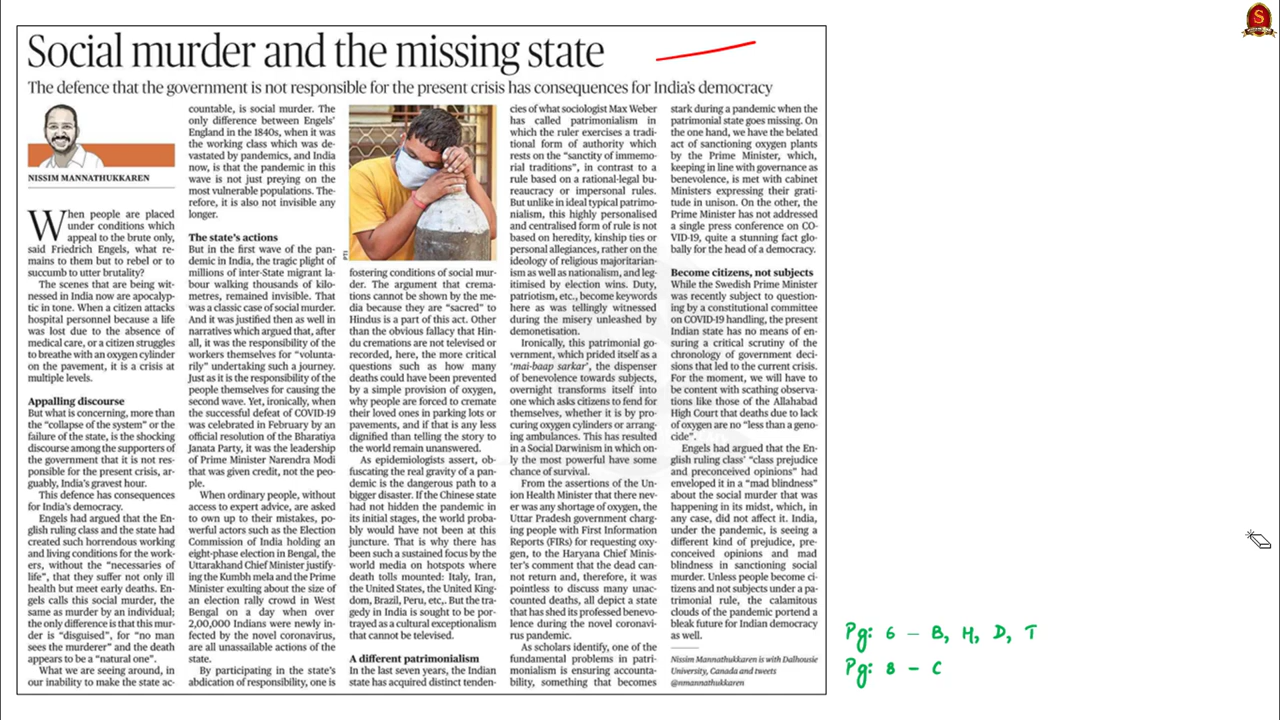 Social murder and the missing state
The defence that the government is not responsible for the present crisis has consequences for India's democracy
NISSIM MANNATHUKKAREN
When people are placed
under conditions which
appeal to the brute only,
said Friedrich Engels, what re-
mains to them but to rebel or to
succumb to utter brutality?
The scenes that are being wit-
nessed in India now are apocalyp-
tic in tone. When a citizen attacks
hospital personnel because a life
was lost due to the absence of
medical care, or a citizen struggles
to breathe with an oxygen cylinder
on the pavement, it is a crisis at
multiple levels.
Appalling discourse
But what is concerning, more than
the "collapse of the system" or the
failure of the state, is the shocking
discourse among the supporters of
the government that it is not res-
ponsible for the present crisis, ar-
guably, India's gravest hour.
This defence has consequences
for India's democracy.
Engels had argued that the En-
glish ruling class and the state had
created such horrendous working
and living conditions for the work-
ers, without the "necessaries of
life", that they suffer not only ill
health but meet early deaths. En-
gels calls this social murder, the
same as murder by an individual;
the only difference is that this mur-
der is "disguised", for "no man
sees the murderer" and the death
appears to be a "natural one".
What we are seeing around, in
our inability to make the state ac-
countable, is social murder. The
only difference between Engels'
England in the 1840s, when it was
the working class which was de-
vastated by pandemics, and India
now, is that the pandemic in this
wave is not just preying on the
most vulnerable populations. The-
refore, it is also not invisible any
longer.
The state's actions
But in the first wave of the pan-
demic in India, the tragic plight of
millions of inter-State migrant la-
bour walking thousands of kilo-
metres, remained invisible. That
was a classic case of social murder.
And it was justified then as well in
narratives which argued that, after
all, it was the responsibility of the
workers themselves for "volunta-
rily" undertaking such a journey.
Just as it is the responsibility of the
people themselves for causing the
second wave. Yet, ironically, when
the successful defeat of COVID-19
was celebrated in February by an
official resolution of the Bharatiya
Janata Party, it was the leadership
of Prime Minister Narendra Modi
that was given credit, not the peo-
ple.
When ordinary people, without
access to expert advice, are asked
to own up to their mistakes, po-
werful actors such as the Election
Commission of India holding an
eight-phase election in Bengal, the
Uttarakhand Chief Minister justify-
ing the Kumbh mela and the Prime
Minister exulting about the size of
an election rally crowd in West
Bengal on a day when over
2,00,000 Indians were newly in-
fected by the novel coronavirus,
are all unassailable actions of the
state.
By participating in the state's
abdication of responsibility, one is
PTI
fostering conditions of social mur-
der. The argument that crema-
tions cannot be shown by the me-
dia because they are "sacred" to
Hindus is a part of this act. Other
than the obvious fallacy that Hin-
du cremations are not televised or
recorded, here, the more critical
questions such as how many
deaths could have been prevented
by a simple provision of oxygen,
why people are forced to cremate
their loved ones in parking lots or
pavements, and if that is any less
dignified than telling the story to
the world remain unanswered.
As epidemiologists assert, ob-
fuscating the real gravity of a pan-
demic is the dangerous path to a
bigger disaster. If the Chinese state
had not hidden the pandemic in
its initial stages, the world proba-
bly would have not been at this
juncture. That is why there has
been such a sustained focus by the
world media on hotspots where
death tolls mounted: Italy, Iran,
the United States, the United King-
dom, Brazil, Peru, etc,. But the tra-
gedy in India is sought to be por-
trayed as a cultural exceptionalism
that cannot be televised.
A different patrimonialism
In the last seven years, the Indian
state has acquired distinct tenden-
cies of what sociologist Max Weber
has called patrimonialism in
which the ruler exercises a tradi-
tional form of authority which
rests on the "sanctity of immemo-
rial traditions", in contrast to a
rule based on a rational-legal bu-
reaucracy or impersonal rules.
But unlike in ideal typical patrimo-
nialism, this highly personalised
and centralised form of rule is not
based on heredity, kinship ties or
personal allegiances, rather on the
ideology of religious majoritarian-
ism as well as nationalism, and leg-
itimised by election wins. Duty,
patriotism, etc., become keywords
here as was tellingly witnessed
during the misery unleashed by
demonetisation.
Ironically, this patrimonial go-
vernment, which prided itself as a
'mai-baap sarkar', the dispenser
of benevolence towards subjects,
overnight transforms itself into
one which asks citizens to fend for
themselves, whether it is by pro-
curing oxygen cylinders or arrang-
ing ambulances. This has resulted
in a Social Darwinism in which on-
ly the most powerful have some
chance of survival.
From the assertions of the Un-
ion Health Minister that there nev-
er was any shortage of oxygen, the
Uttar Pradesh government charg-
ing people with First Information
Reports (FIRs) for requesting oxy-
gen, to the Haryana Chief Minis-
ter's comment that the dead can-
not return and, therefore, it was
pointless to discuss many unac-
counted deaths, all depict a state
that has shed its professed benevo-
lence during the novel coronavi-
rus pandemic.
As scholars identify, one of the
fundamental problems in patri-
monialism is ensuring accounta-
bility, something that becomes
stark during a pandemic when the
patrimonial state goes missing. On
the one hand, we have the belated
act of sanctioning oxygen plants
by the Prime Minister, which,
keeping in line with governance as
benevolence, is met with cabinet
Ministers expressing their grati-
tude in unison. On the other, the
Prime Minister has not addressed
a single press conference on CO-
VID-19, quite a stunning fact glo-
bally for the head of a democracy.
Become citizens, not subjects
While the Swedish Prime Minister
was recently subject to question-
ing by a constitutional committee
on COVID-19 handling, the present
Indian state has no means of en-
suring a critical scrutiny of the
chronology of government deci-
sions that led to the current crisis.
For the moment, we will have to
be content with scathing observa-
tions like those of the Allahabad
High Court that deaths due to lack
of oxygen are no "less than a geno-
cide".
Engels had argued that the En-
glish ruling class' "class prejudice
and preconceived opinions" had
enveloped it in a "mad blindness"
about the social murder that was
happening in its midst, which, in
any case, did not affect it. India,
under the pandemic, is seeing a
different kind of prejudice, pre-
conceived opinions and mad
blindness in sanctioning social
murder. Unless people become ci-
tizens and not subjects under a pa-
trimonial rule, the calamitous
clouds of the pandemic portend a
bleak future for Indian democracy
as well.
Nissim Mannathukkaren is with Dalhousie
University, Canada and tweets
@nmannathukkaren
Pg: 6 – B, H, D, T
Pg: 8 – C
S